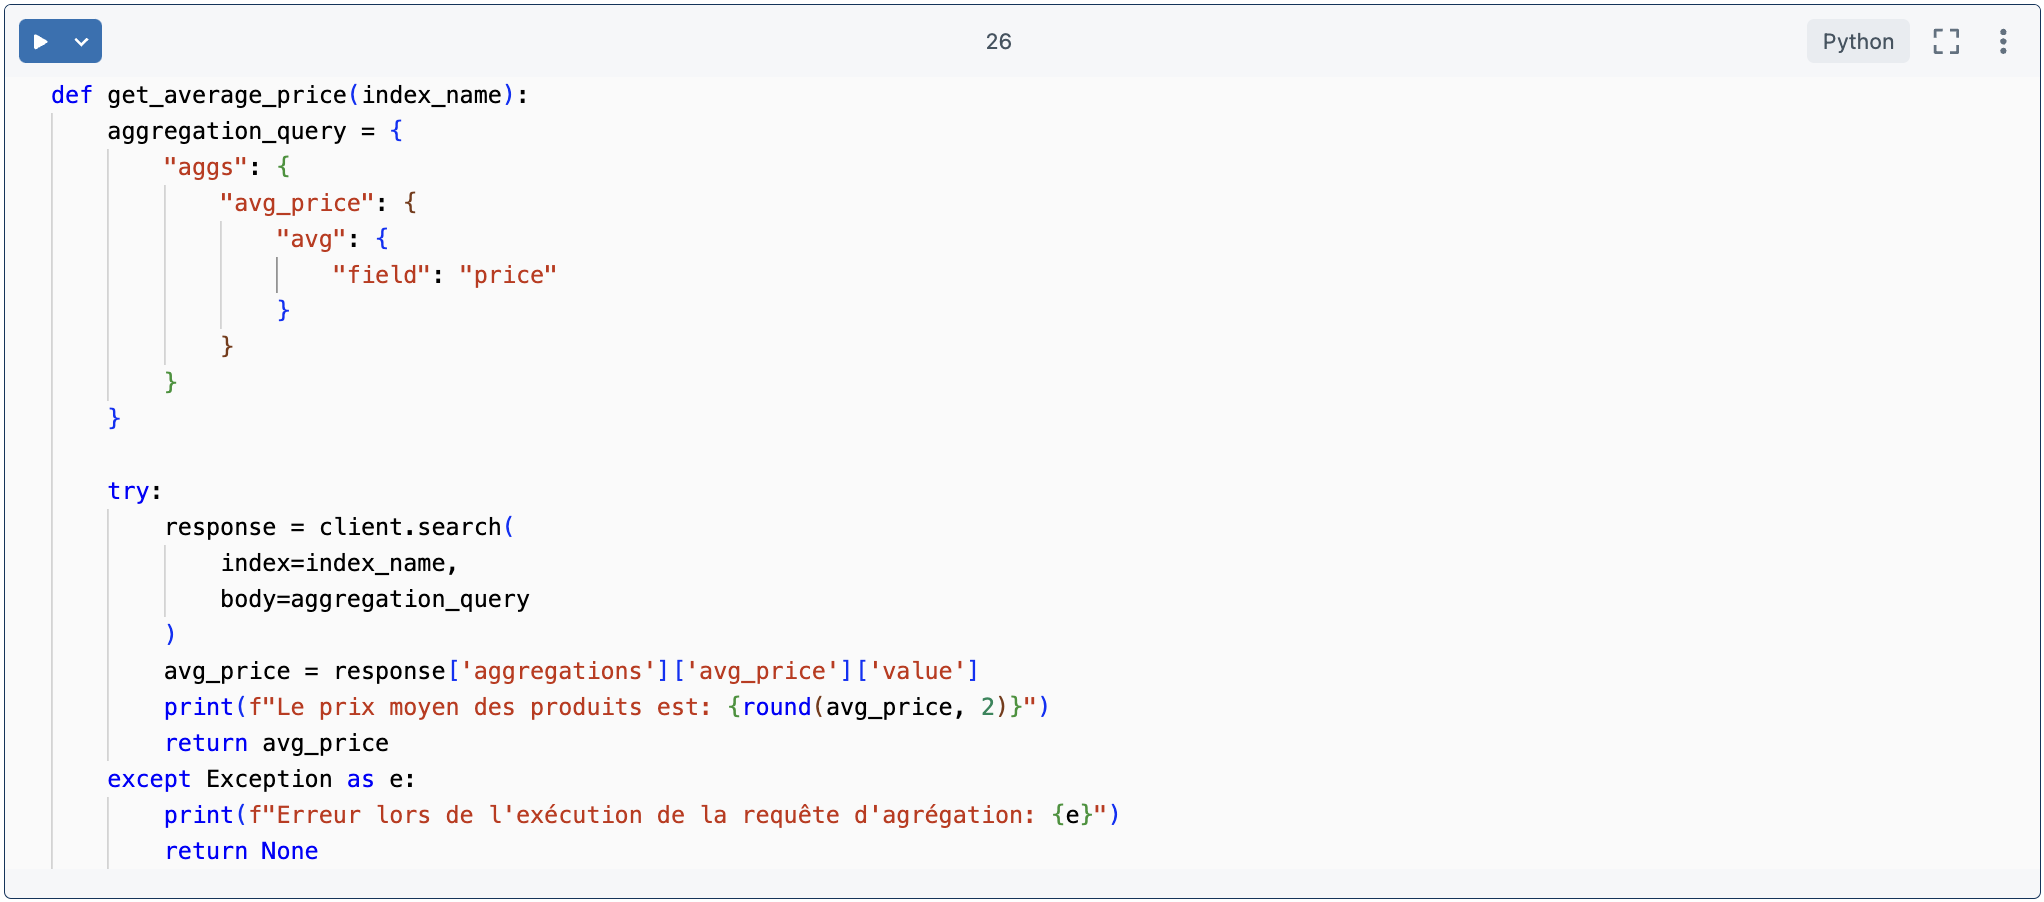 26
Python
def get_average_price(index_name):
    aggregation_query = {
        "aggs": {
            "avg_price": {
                "avg": {
                    "field": "price"
                }
            }
        }
    }

    try:
        response = client.search(
            index=index_name,
            body=aggregation_query
        )
        avg_price = response['aggregations']['avg_price']['value']
        print(f"Le prix moyen des produits est: {round(avg_price, 2)}")
        return avg_price
    except Exception as e:
        print(f"Erreur lors de l'exécution de la requête d'agrégation: {e}")
        return None